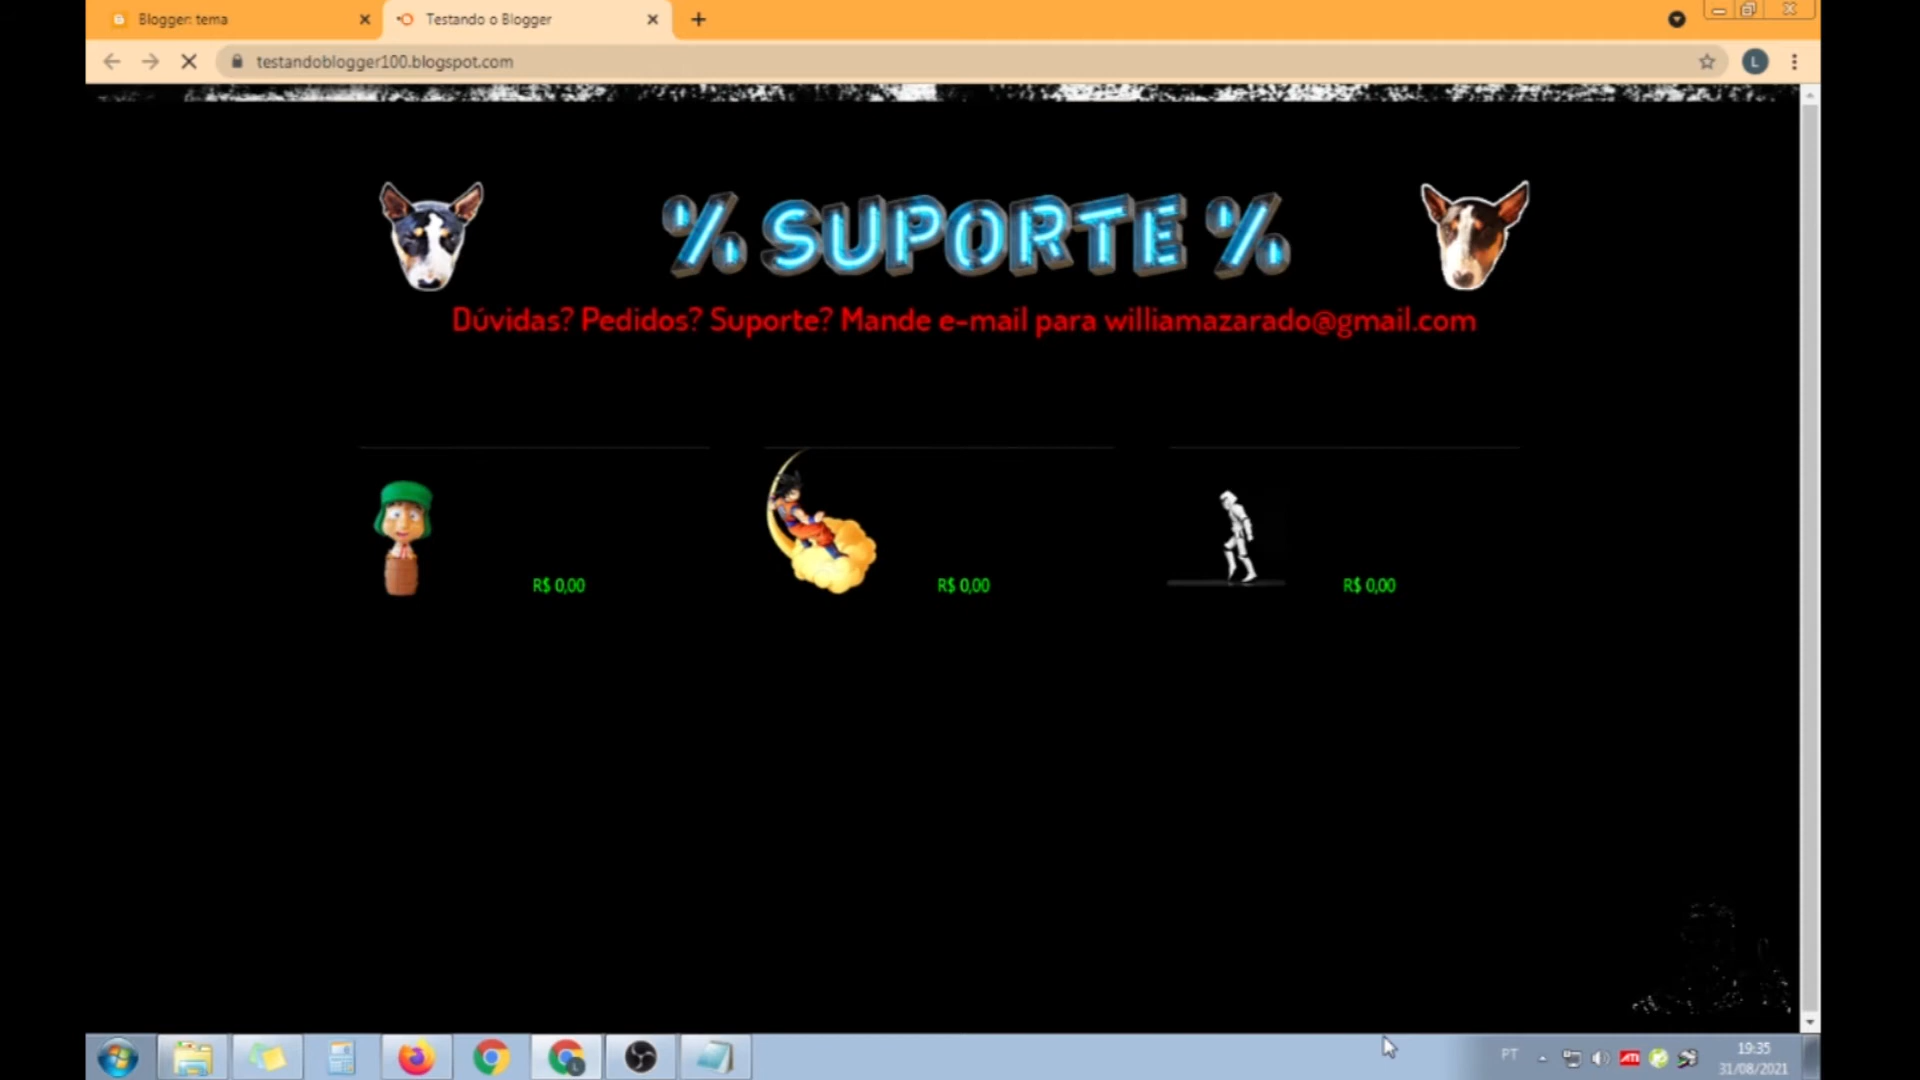 Blogger: tema
Testando o Blogger
testandoblogger100.blogspot.com
L
% SUPORTE %
Dúvidas? Pedidos? Suporte? Mande e-mail para williamazarado@gmail.com
R$ 0,00
R$ 0,00
R$ 0,00
L
PT
ATI
19:35
31/08/2021